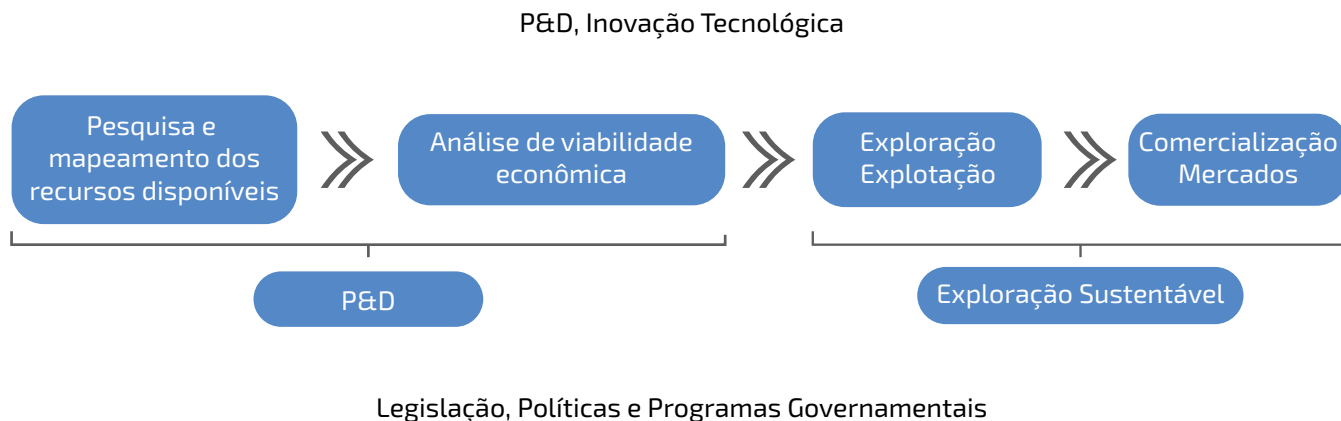 P&D, Inovação Tecnológica
Pesquisa e
mapeamento dos
recursos disponíveis
Análise de viabilidade
econômica
Exploração
Explotação
Comercialização
Mercados
P&D
Exploração Sustentável
Legislação, Políticas e Programas Governamentais